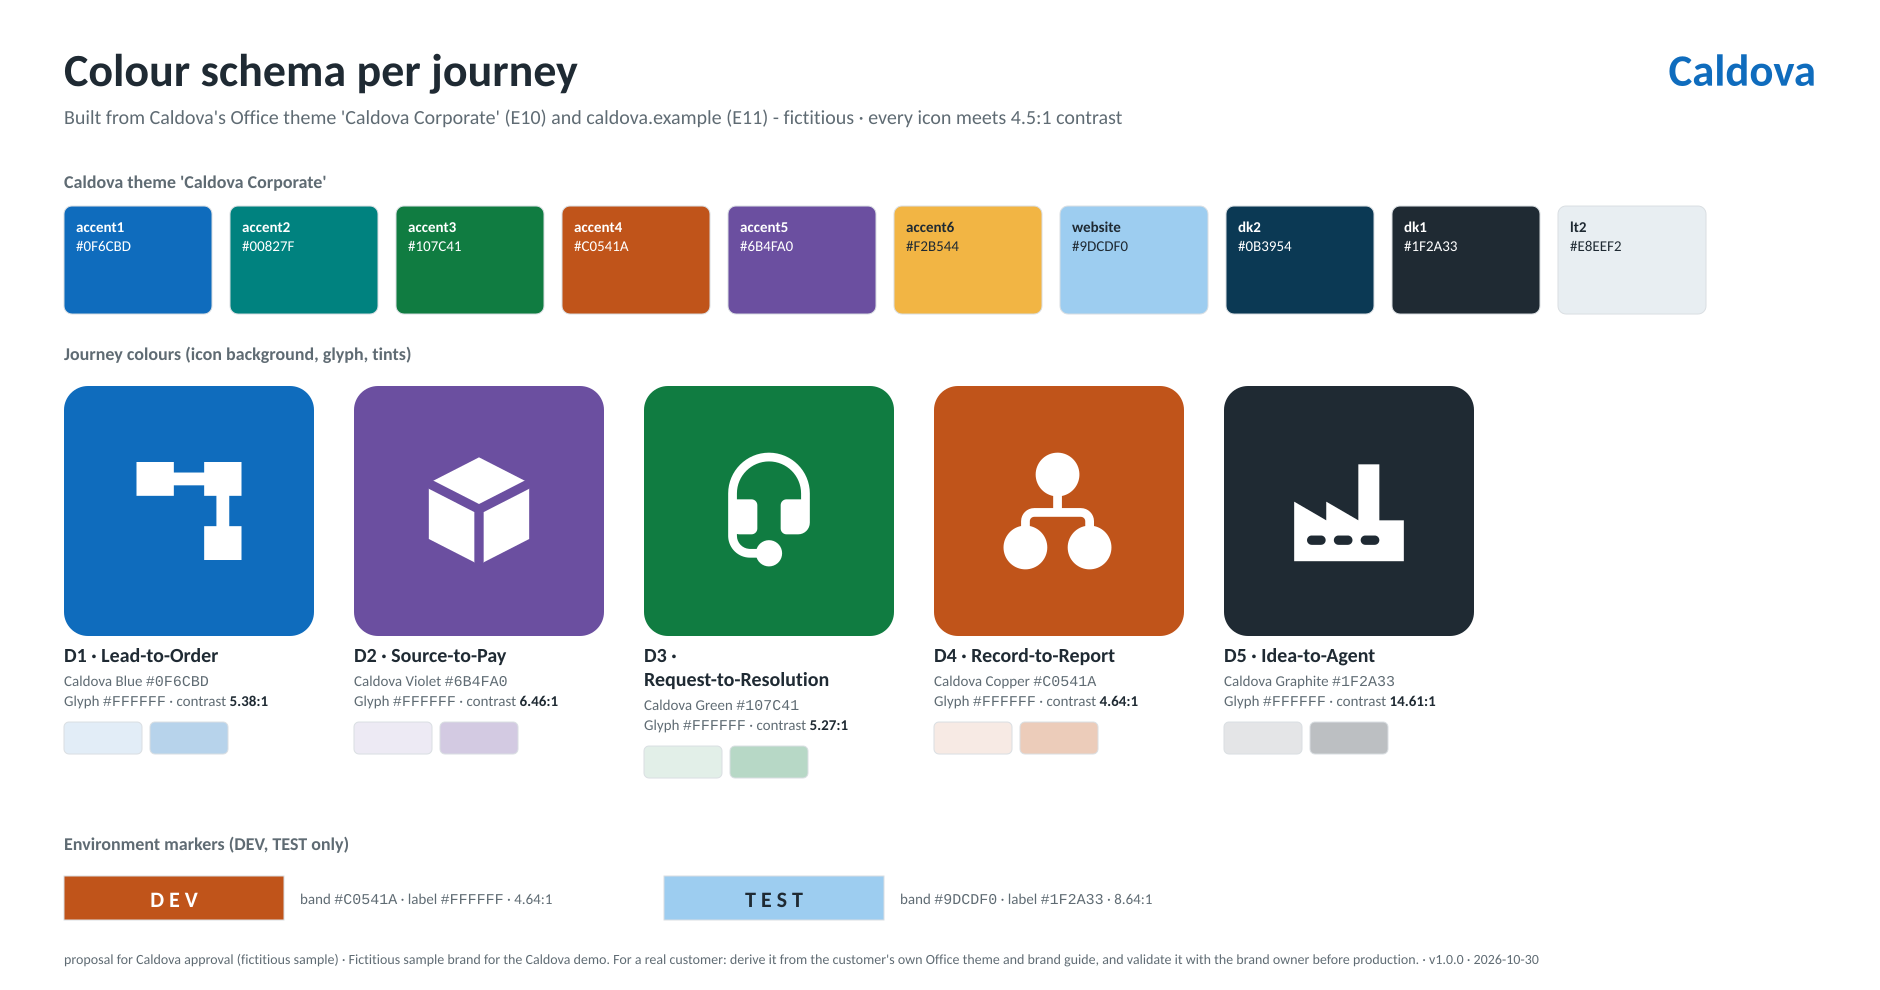 Colour schema per journey
Caldova
Built from Caldova's Office theme 'Caldova Corporate' (E10) and caldova.example (E11) - fictitious · every icon meets 4.5:1 contrast
Caldova theme 'Caldova Corporate'
accent1
#0F6CBD
accent2
#00827F
accent3
#107C41
accent4
#C0541A
accent5
#6B4FA0
accent6
#F2B544
website
#9DCDF0
dk2
#0B3954
dk1
#1F2A33
lt2
#E8EEF2
Journey colours (icon background, glyph, tints)
D1 · Lead-to-Order
Caldova Blue #0F6CBD
Glyph #FFFFFF · contrast 5.38:1
D2 · Source-to-Pay
Caldova Violet #6B4FA0
Glyph #FFFFFF · contrast 6.46:1
D3 ·
Request-to-Resolution
Caldova Green #107C41
Glyph #FFFFFF · contrast 5.27:1
D4 · Record-to-Report
Caldova Copper #C0541A
Glyph #FFFFFF · contrast 4.64:1
D5 · Idea-to-Agent
Caldova Graphite #1F2A33
Glyph #FFFFFF · contrast 14.61:1
Environment markers (DEV, TEST only)
DEV
band #C0541A · label #FFFFFF · 4.64:1
TEST
band #9DCDF0 · label #1F2A33 · 8.64:1
proposal for Caldova approval (fictitious sample) · Fictitious sample brand for the Caldova demo. For a real customer: derive it from the customer's own Office theme and brand guide, and validate it with the brand owner before production. · v1.0.0 · 2026-10-30